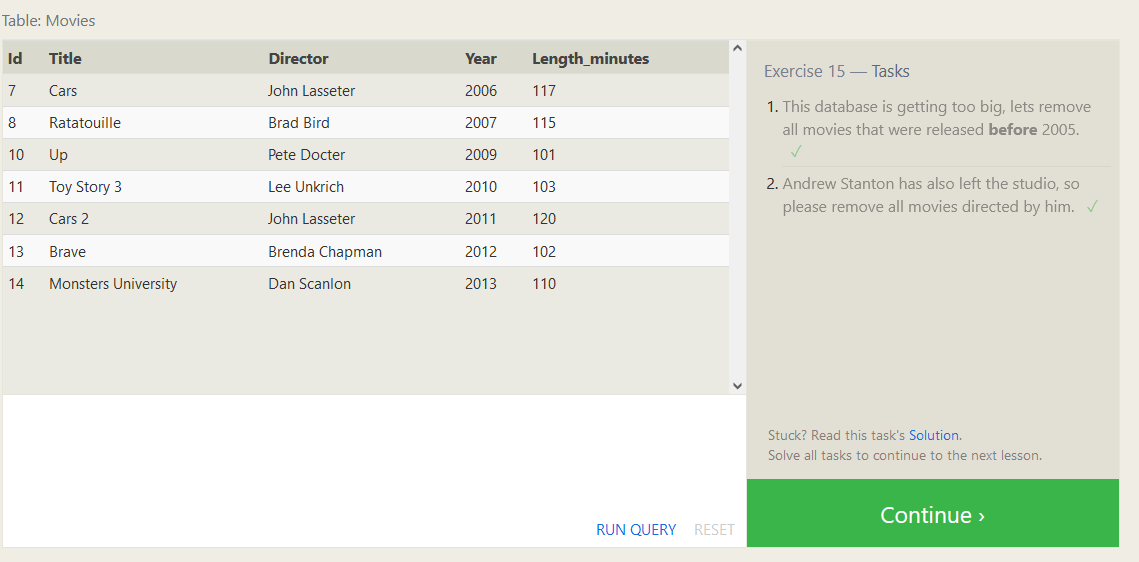 Table: Movies
Id Title Director Year Length_minutes
7 Cars John Lasseter 2006 117
8 Ratatouille Brad Bird 2007 115
10 Up Pete Docter 2009 101
11 Toy Story 3 Lee Unkrich 2010 103
12 Cars 2 John Lasseter 2011 120
13 Brave Brenda Chapman 2012 102
14 Monsters University Dan Scanlon 2013 110
RUN QUERY RESET
Exercise 15 — Tasks
1. This database is getting too big, lets remove
all movies that were released before 2005.
✓
2. Andrew Stanton has also left the studio, so
please remove all movies directed by him. ✓
Stuck? Read this task's Solution.
Solve all tasks to continue to the next lesson.
Continue ›